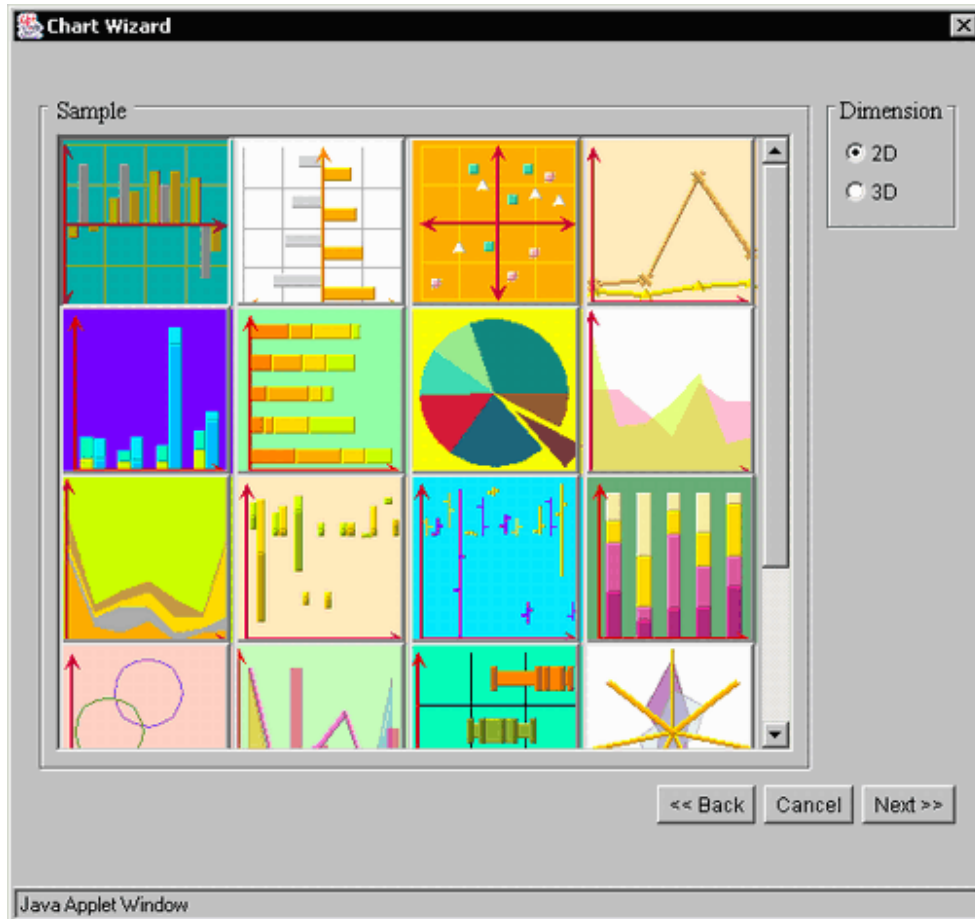 Chart Wizard
Sample
Dimension
2D
3D
<< Back
Cancel
Next >>
Java Applet Window